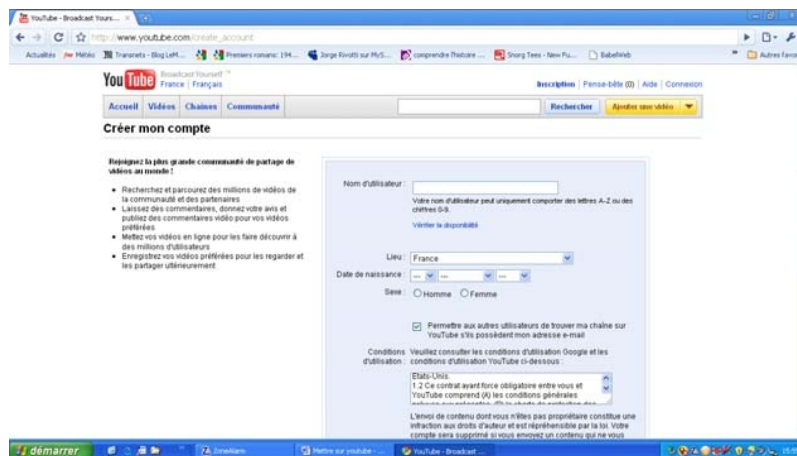 YouTube - Broadcast Yours...
http://www.youtube.com/create_account
Actualités Météo Transnets - Blog LeM... Premiers romans: 194... Jorge Rivotti sur MyS... comprendre l'histoire ... Snorg Tees - New Fu... BabelWeb Autres favor
YouTube Broadcast Yourself ™
France | Français
Inscription | Pense-bête (0) | Aide | Connexion
Accueil Vidéos Chaînes Communauté Rechercher Ajouter une vidéo
Créer mon compte
Rejoignez la plus grande communauté de partage de
vidéos au monde !
Recherchez et parcourez des millions de vidéos de
la communauté et des partenaires
Laissez des commentaires, donnez votre avis et
publiez des commentaires vidéo pour vos vidéos
préférées
Mettez vos vidéos en ligne pour les faire découvrir à
des millions d'utilisateurs
Enregistrez vos vidéos préférées pour les regarder et
les partager ultérieurement
Nom d'utilisateur :
Votre nom d'utilisateur peut uniquement comporter des lettres A-Z ou des
chiffres 0-9.
Vérifier la disponibilité
Lieu : France
Date de naissance : --- --- ---
Sexe : Homme Femme
Permettre aux autres utilisateurs de trouver ma chaîne sur
YouTube s'ils possèdent mon adresse e-mail
Conditions d'utilisation : Veuillez consulter les conditions d'utilisation Google et les
conditions d'utilisation YouTube ci-dessous :
Etats-Unis.
1.2 Ce contrat ayant force obligatoire entre vous et
YouTube comprend (A) les conditions générales
L'envoi de contenu dont vous n'êtes pas propriétaire constitue une
infraction aux droits d'auteur et est répréhensible par la loi. Votre
compte sera supprimé si vous envoyez un contenu qui ne vous
démarrer ZoneAlarm Mettre sur youtube - ... YouTube - Broadcast ...